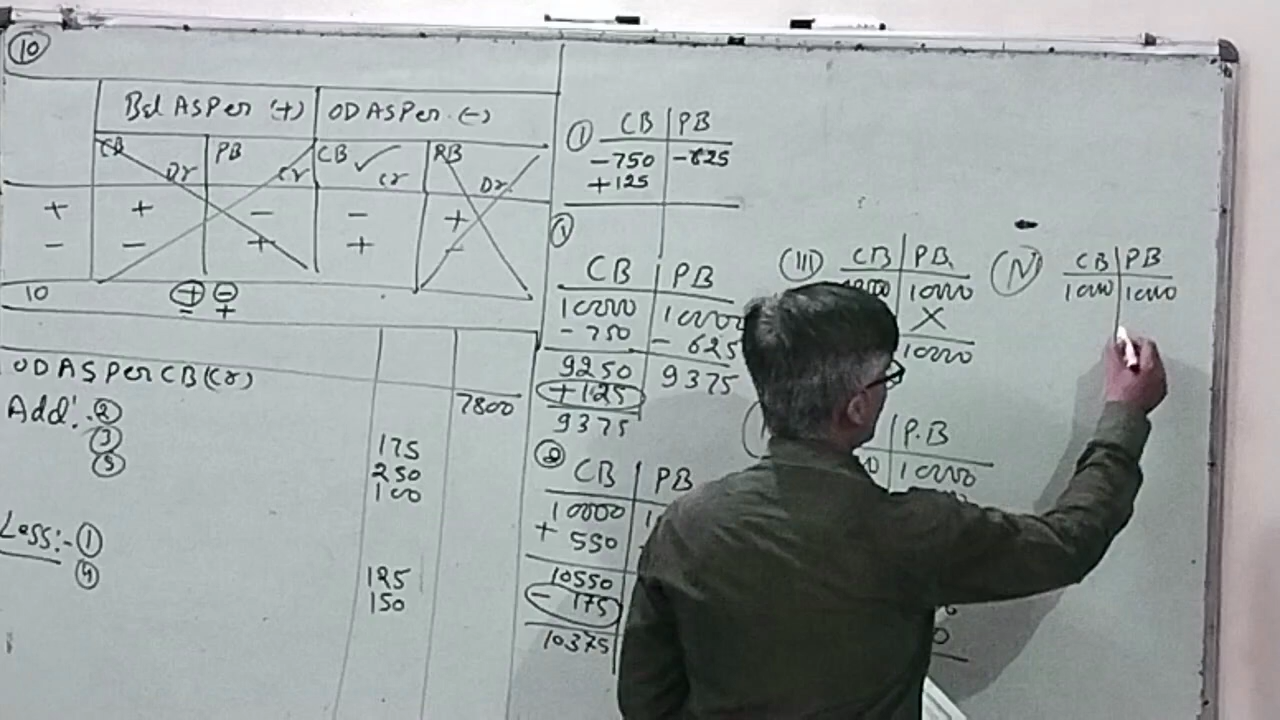 10
Bal AS Per (+) OD AS Per (-)
CB Dr PB Cr CB ✓ Cr PB Dr
+ + - - +
- - + + -
10 + -
- +
OD AS Per CB (Cr) 7800
Add: - 2 175
3 250
5 100
Less:- 1 125
4 150
1 CB PB
-750 -625
+125
1
CB PB
10000 10000
- 750 - 625
9250 9375
+125
9375
2 CB PB
10000
+ 550
10550
- 175
10375
(III) CB PB
10000
X
10000
P.B
10000
CB PB
1000 1000